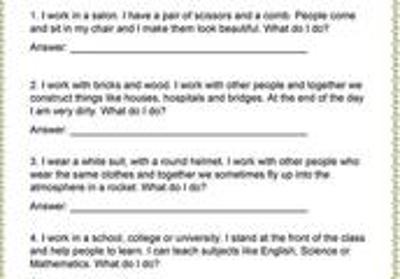 1. I work in a salon. I have a pair of scissors and a comb. People come
and sit in my chair and I make them look beautiful. What do I do?
Answer: ____________________
2. I work with bricks and wood. I work with other people and together we
construct things like houses, hospitals and bridges. At the end of the day
I am very dirty. What do I do?
Answer: ____________________
3. I wear a white suit, with a round helmet. I work with other people who
wear the same clothes and together we sometimes fly up into the
atmosphere in a rocket. What do I do?
Answer: ____________________
4. I work in a school, college or university. I stand at the front of the class
and help people to learn. I can teach subjects like English, Science or
Mathematics. What do I do?